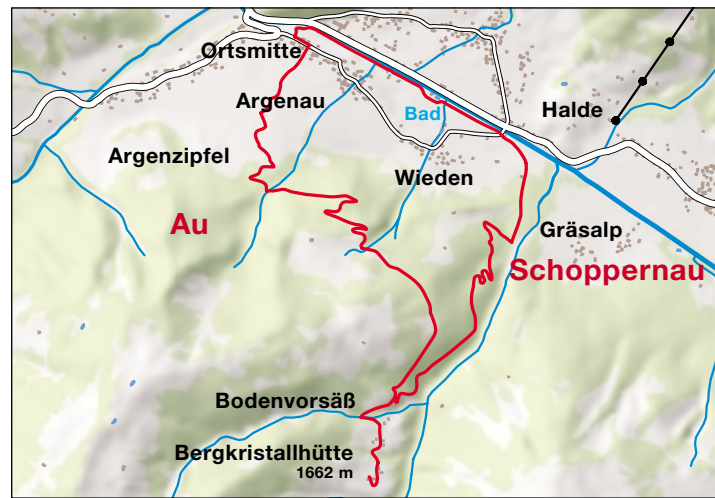 Ortsmitte
Argenau
Bad
Halde
Argenzipfel
Wieden
Au
Gräsalp
Schoppernau
Bodenvorsäß
Bergkristallhütte
1662 m